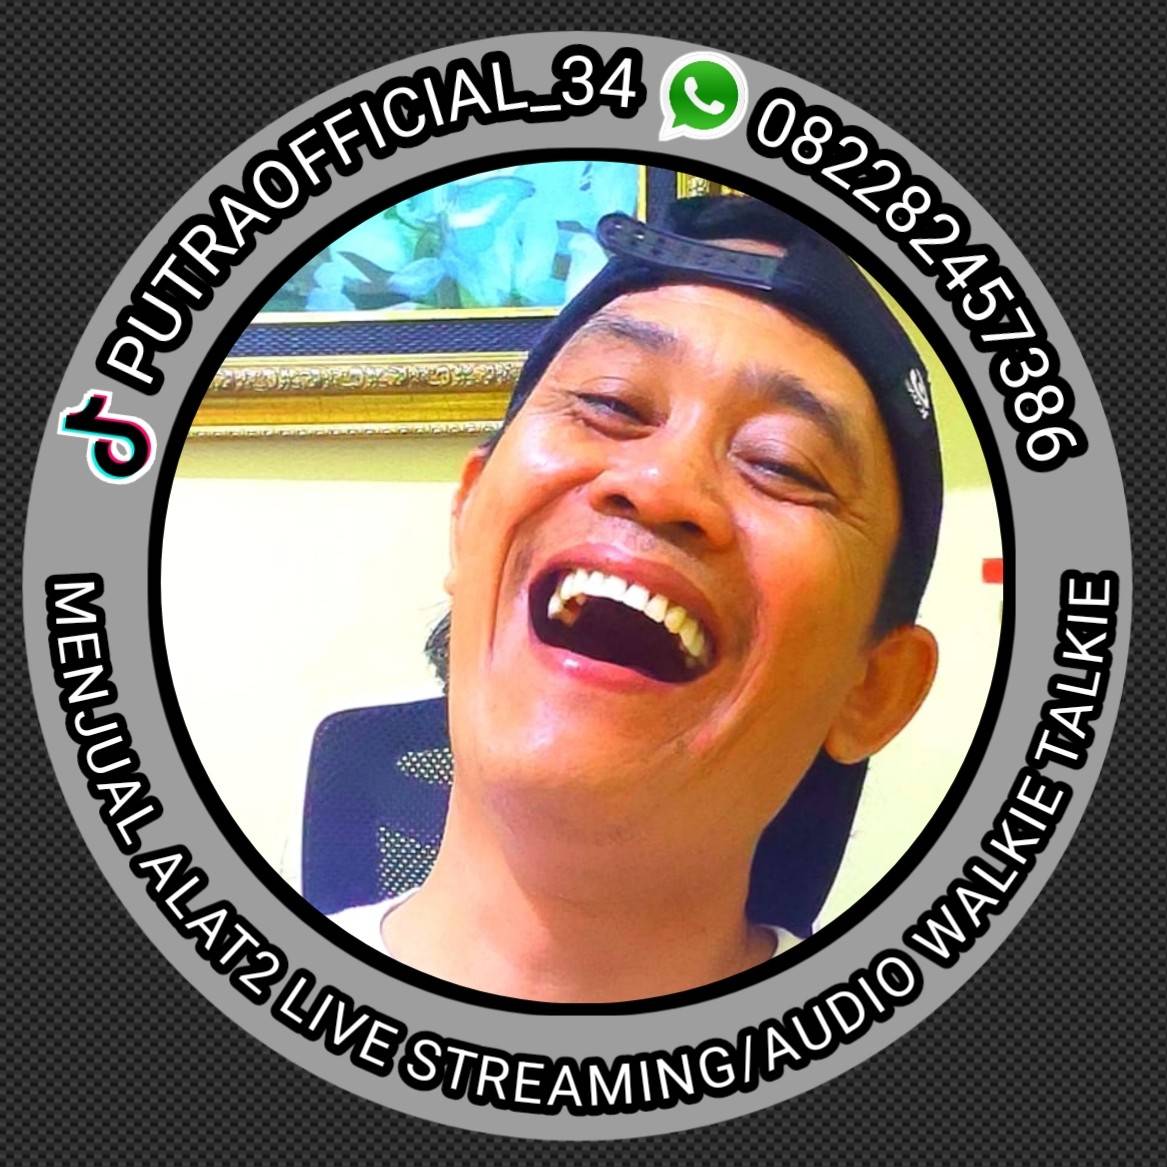 PUTRAOFFICIAL_34
082282457386
MENJUAL ALAT2 LIVE STREAMING/AUDIO WALKIE TALKIE